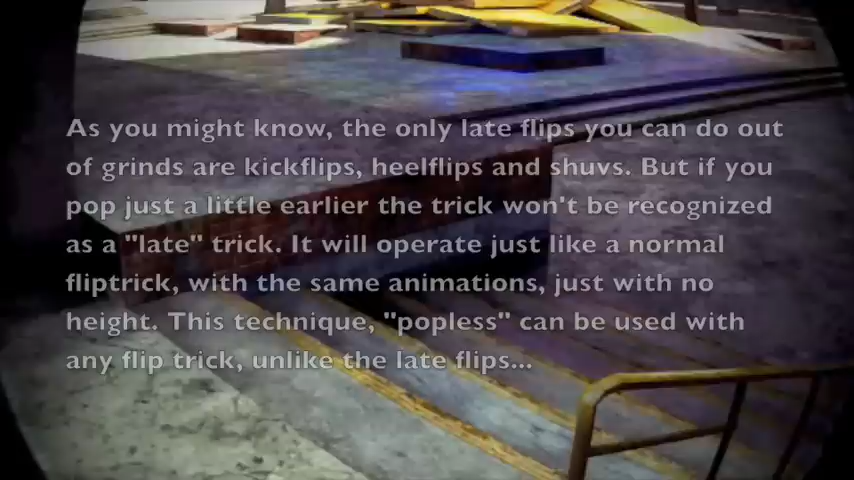 As you might know, the only late flips you can do out
of grinds are kickflips, heelflips and shuvs. But if you
pop just a little earlier the trick won't be recognized
as a "late" trick. It will operate just like a normal
fliptrick, with the same animations, just with no
height. This technique, "popless" can be used with
any flip trick, unlike the late flips...